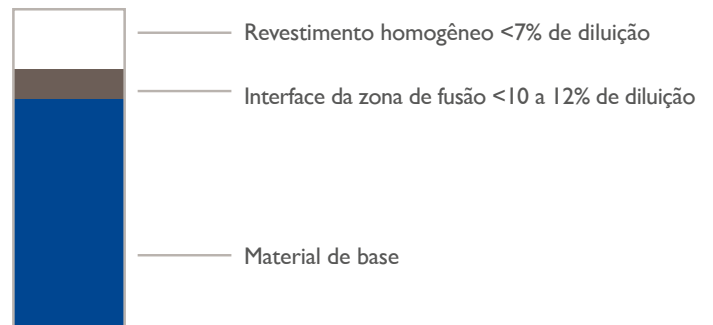 Revestimento homogêneo <7% de diluição
Interface da zona de fusão <10 a 12% de diluição
Material de base